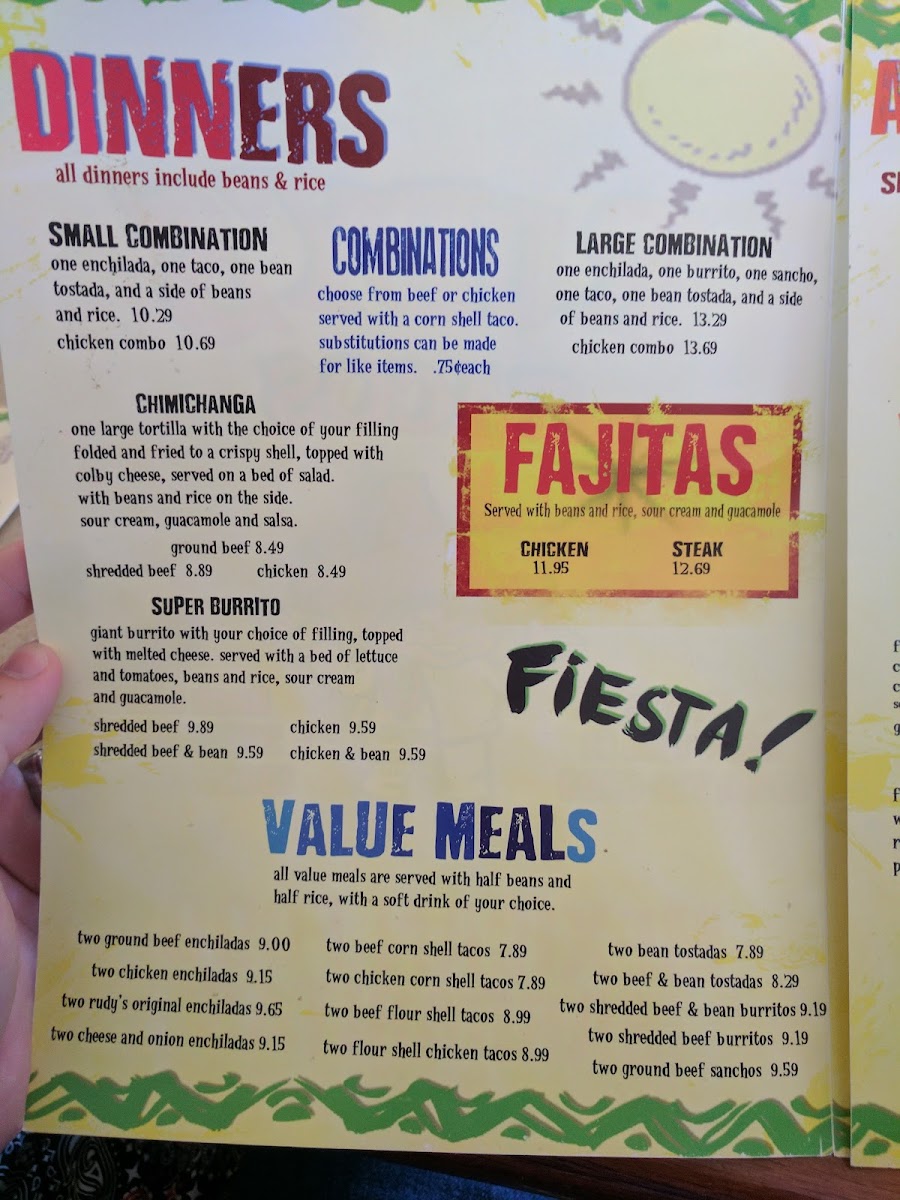 DINNERS
all dinners include beans & rice
SMALL COMBINATION
one enchilada, one taco, one bean
tostada, and a side of beans
and rice. 10.29
chicken combo 10.69
COMBINATIONS
choose from beef or chicken
served with a corn shell taco.
substitutions can be made
for like items. .75¢each
LARGE COMBINATION
one enchilada, one burrito, one sancho,
one taco, one bean tostada, and a side
of beans and rice. 13.29
chicken combo 13.69
CHIMICHANGA
one large tortilla with the choice of your filling
folded and fried to a crispy shell, topped with
colby cheese, served on a bed of salad.
with beans and rice on the side.
sour cream, guacamole and salsa.
ground beef 8.49
shredded beef 8.89 chicken 8.49
FAJITAS
Served with beans and rice, sour cream and guacamole
CHICKEN STEAK
11.95 12.69
SUPER BURRITO
giant burrito with your choice of filling, topped
with melted cheese. served with a bed of lettuce
and tomatoes, beans and rice, sour cream
and guacamole.
shredded beef 9.89 chicken 9.59
shredded beef & bean 9.59 chicken & bean 9.59
FIESTA!
VALUE MEALS
all value meals are served with half beans and
half rice, with a soft drink of your choice.
two ground beef enchiladas 9.00
two chicken enchiladas 9.15
two rudy's original enchiladas 9.65
two cheese and onion enchiladas 9.15
two beef corn shell tacos 7.89
two chicken corn shell tacos 7.89
two beef flour shell tacos 8.99
two flour shell chicken tacos 8.99
two bean tostadas 7.89
two beef & bean tostadas 8.29
two shredded beef & bean burritos 9.19
two shredded beef burritos 9.19
two ground beef sanchos 9.59